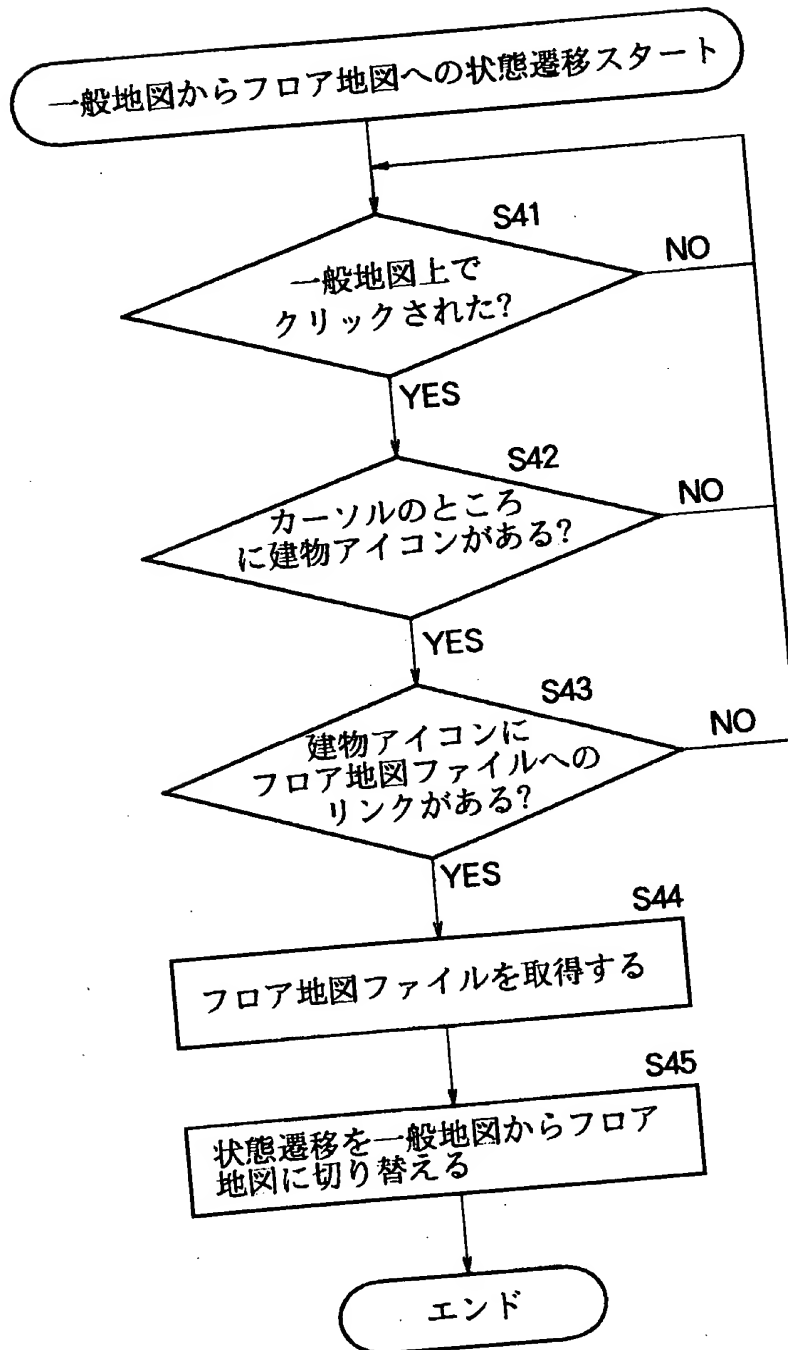 一般地図からフロア地図への状態遷移スタート
S41
一般地図上で
クリックされた?
NO
YES
S42
カーソルのところ
に建物アイコンがある?
NO
YES
S43
建物アイコンに
フロア地図ファイルへの
リンクがある?
NO
YES
S44
フロア地図ファイルを取得する
S45
状態遷移を一般地図からフロア
地図に切り替える
エンド